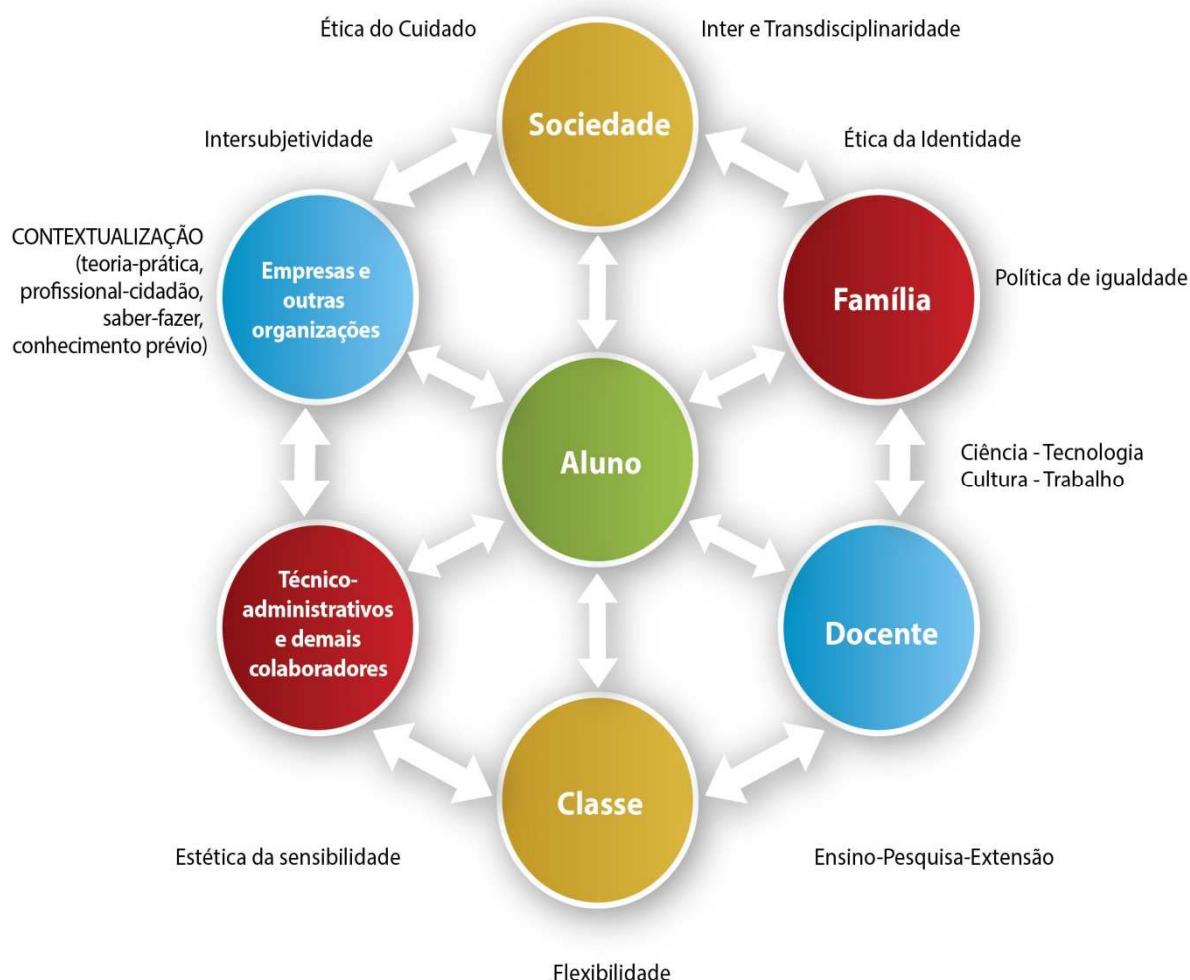 Ética do Cuidado
Inter e Transdisciplinaridade
Sociedade
Intersubjetividade
Ética da Identidade
CONTEXTUALIZAÇÃO
(teoria-prática,
profissional-cidadão,
saber-fazer,
conhecimento prévio)
Empresas e
outras
organizações
Família
Política de igualdade
Aluno
Ciência - Tecnologia
Cultura - Trabalho
Técnico-
administrativos
e demais
colaboradores
Docente
Classe
Estética da sensibilidade
Ensino-Pesquisa-Extensão
Flexibilidade